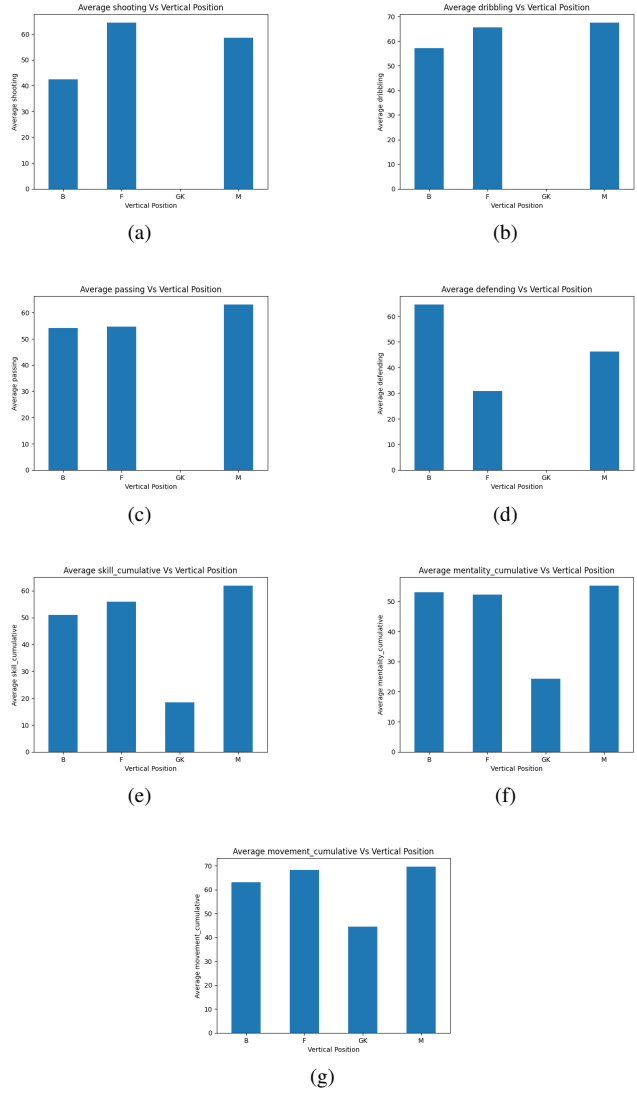 Average shooting Vs Vertical Position
Average shooting
60
50
40
30
20
10
0
B F GK M
Vertical Position
(a)
Average dribbling Vs Vertical Position
Average dribbling
70
60
50
40
30
20
10
0
B F GK M
Vertical Position
(b)
Average passing Vs Vertical Position
Average passing
60
50
40
30
20
10
0
B F GK M
Vertical Position
(c)
Average defending Vs Vertical Position
Average defending
60
50
40
30
20
10
0
B F GK M
Vertical Position
(d)
Average skill_cumulative Vs Vertical Position
Average skill_cumulative
60
50
40
30
20
10
0
B F GK M
Vertical Position
(e)
Average mentality_cumulative Vs Vertical Position
Average mentality_cumulative
50
40
30
20
10
0
B F GK M
Vertical Position
(f)
Average movement_cumulative Vs Vertical Position
Average movement_cumulative
70
60
50
40
30
20
10
0
B F GK M
Vertical Position
(g)